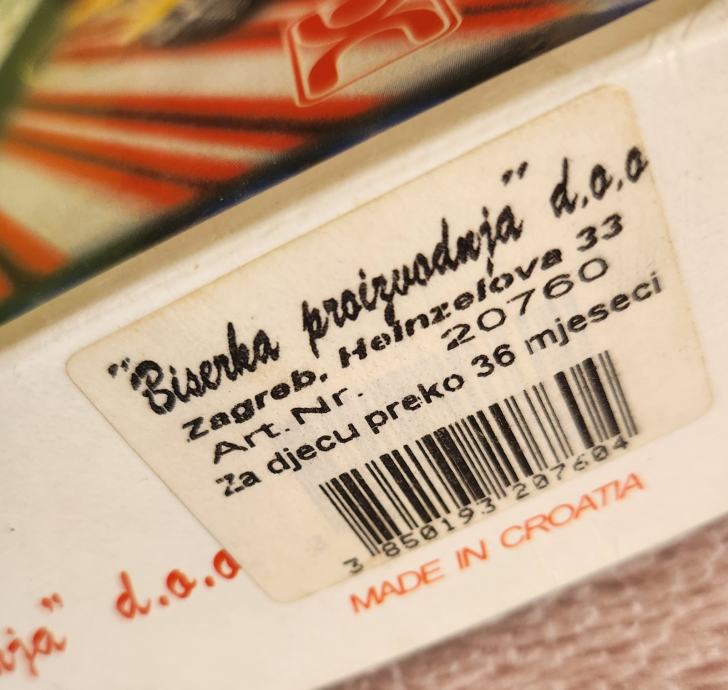 "Biserka proizvodnja" d.o.o
Zagreb, Heinzelova 33
Art. Nr. 20760
Za djecu preko 36 mjeseci
3 850193 207604
MADE IN CROATIA
nja" d.o.o